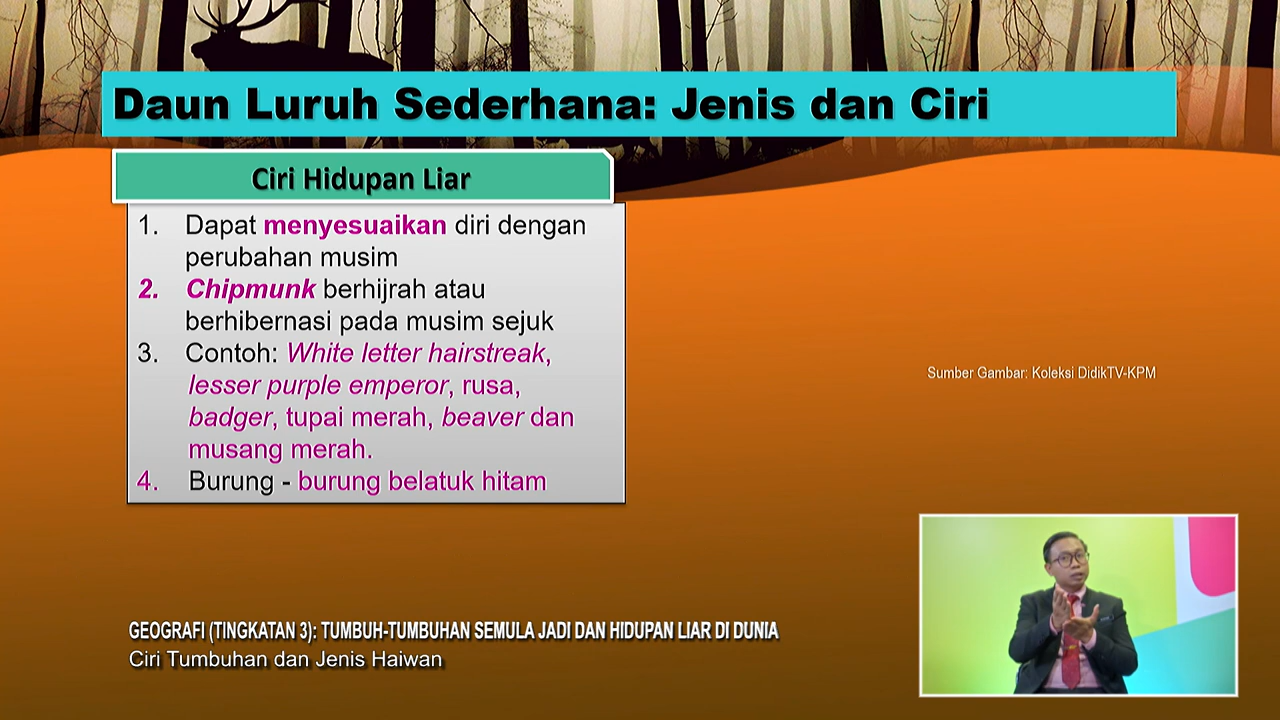 Daun Luruh Sederhana: Jenis dan Ciri
Ciri Hidupan Liar
1. Dapat menyesuaikan diri dengan
perubahan musim
2. Chipmunk berhijrah atau
berhibernasi pada musim sejuk
3. Contoh: White letter hairstreak,
lesser purple emperor, rusa,
badger, tupai merah, beaver dan
musang merah.
4. Burung - burung belatuk hitam
Sumber Gambar: Koleksi DidikTV-KPM
GEOGRAFI (TINGKATAN 3): TUMBUH-TUMBUHAN SEMULA JADI DAN HIDUPAN LIAR DI DUNIA
Ciri Tumbuhan dan Jenis Haiwan